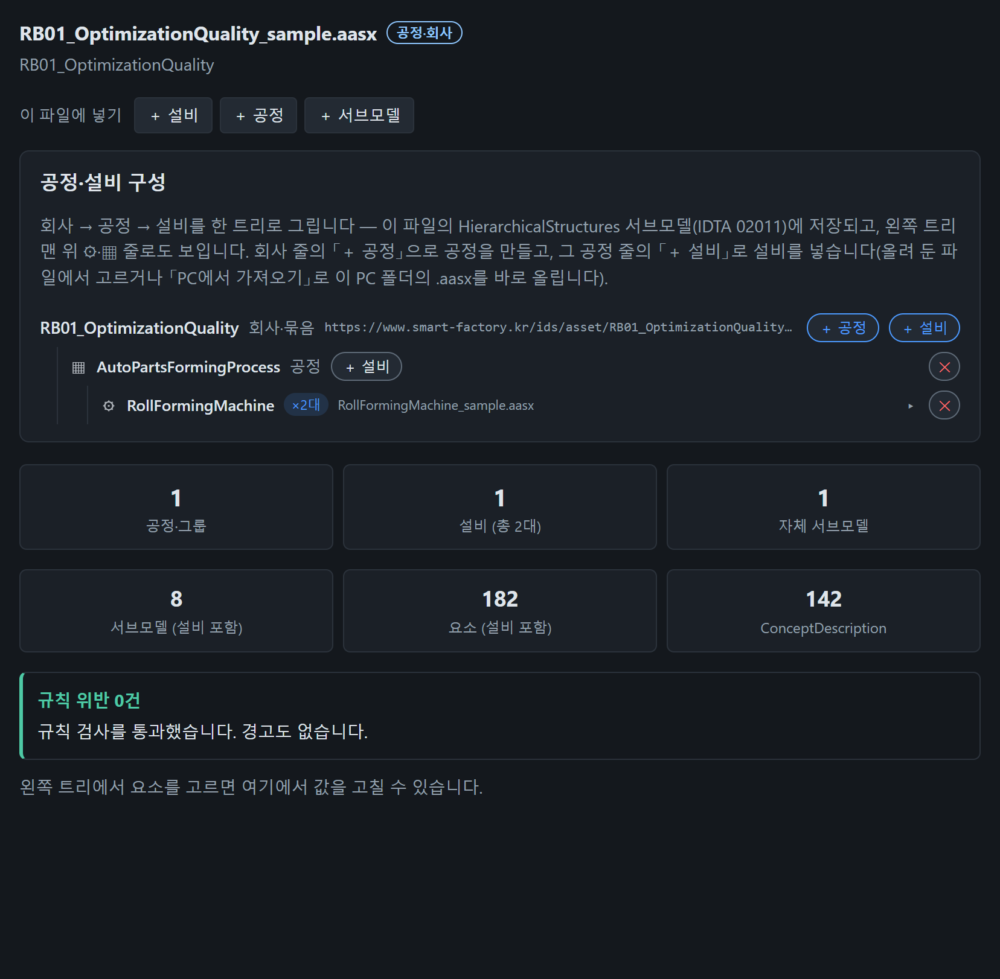 RB01_OptimizationQuality_sample.aasx 공정·회사
RB01_OptimizationQuality
이 파일에 넣기 + 설비 + 공정 + 서브모델
공정·설비 구성
회사 → 공정 → 설비를 한 트리로 그립니다 — 이 파일의 HierarchicalStructures 서브모델(IDTA 02011)에 저장되고, 왼쪽 트리
맨 위 ⚙·▦ 줄로도 보입니다. 회사 줄의 「+ 공정」으로 공정을 만들고, 그 공정 줄의 「+ 설비」로 설비를 넣습니다(올려 둔 파
일에서 고르거나 「PC에서 가져오기」로 이 PC 폴더의 .aasx를 바로 올립니다).
RB01_OptimizationQuality 회사·묶음 https://www.smart-factory.kr/ids/asset/RB01_OptimizationQuality… + 공정 + 설비
▦ AutoPartsFormingProcess 공정 + 설비 ✕
⚙ RollFormingMachine ×2대 RollFormingMachine_sample.aasx ▸ ✕
1
공정·그룹
1
설비 (총 2대)
1
자체 서브모델
8
서브모델 (설비 포함)
182
요소 (설비 포함)
142
ConceptDescription
규칙 위반 0건
규칙 검사를 통과했습니다. 경고도 없습니다.
왼쪽 트리에서 요소를 고르면 여기에서 값을 고칠 수 있습니다.